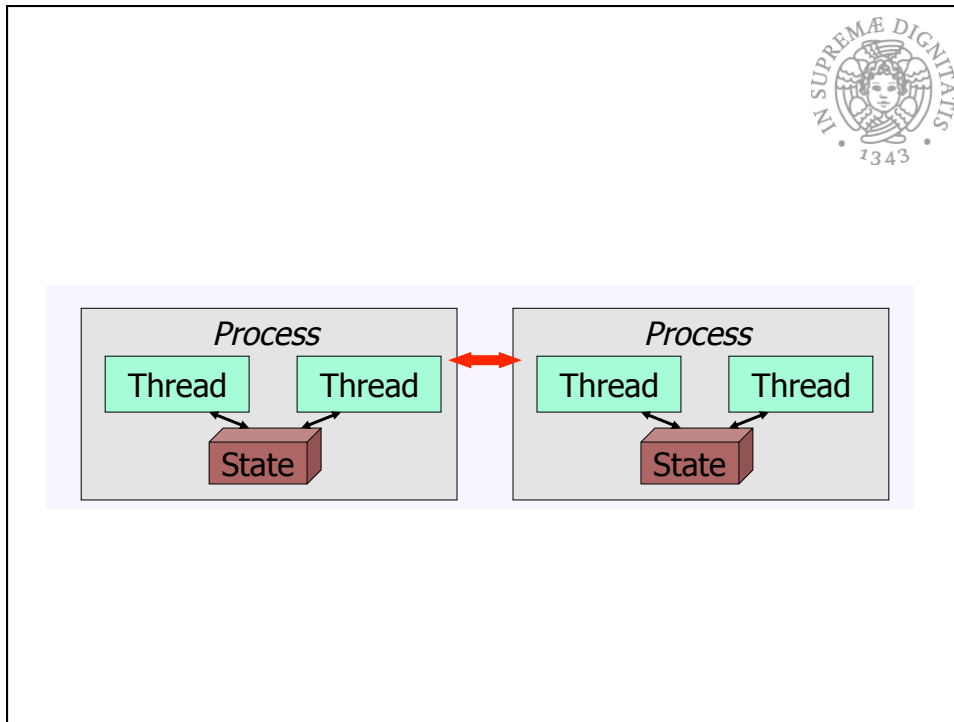 IN SUPREMÆ DIGNITATIS
• 1343 •
Process
Process
Thread
Thread
Thread
Thread
State
State